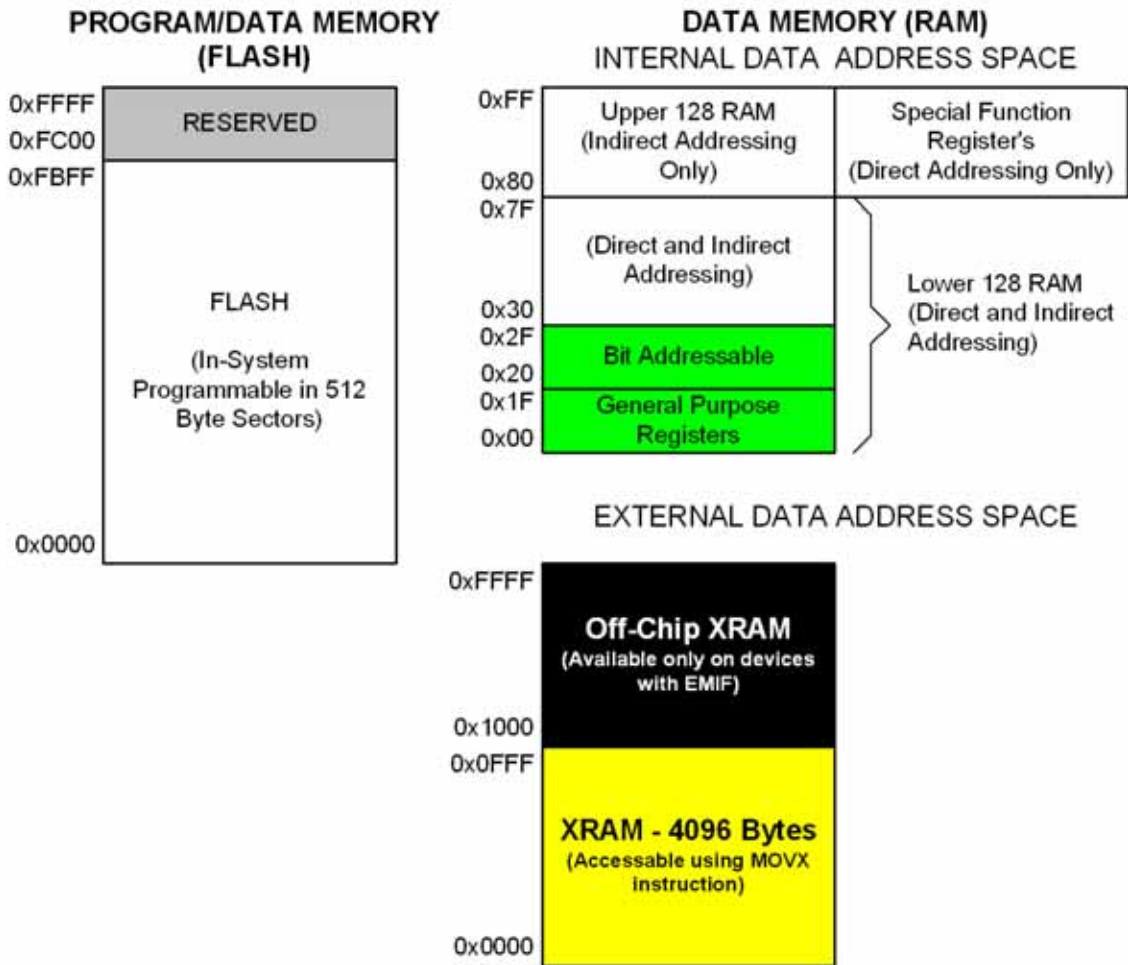 PROGRAM/DATA MEMORY
(FLASH)
0xFFFF
RESERVED
0xFC00
0xFBFF
FLASH
(In-System
Programmable in 512
Byte Sectors)
0x0000
DATA MEMORY (RAM)
INTERNAL DATA ADDRESS SPACE
0xFF
Upper 128 RAM
(Indirect Addressing
Only)
Special Function
Register's
(Direct Addressing Only)
0x80
0x7F
(Direct and Indirect
Addressing)
0x30
0x2F
Bit Addressable
0x20
0x1F
General Purpose
Registers
0x00
Lower 128 RAM
(Direct and Indirect
Addressing)
EXTERNAL DATA ADDRESS SPACE
0xFFFF
Off-Chip XRAM
(Available only on devices
with EMIF)
0x1000
0x0FFF
XRAM - 4096 Bytes
(Accessable using MOVX
instruction)
0x0000